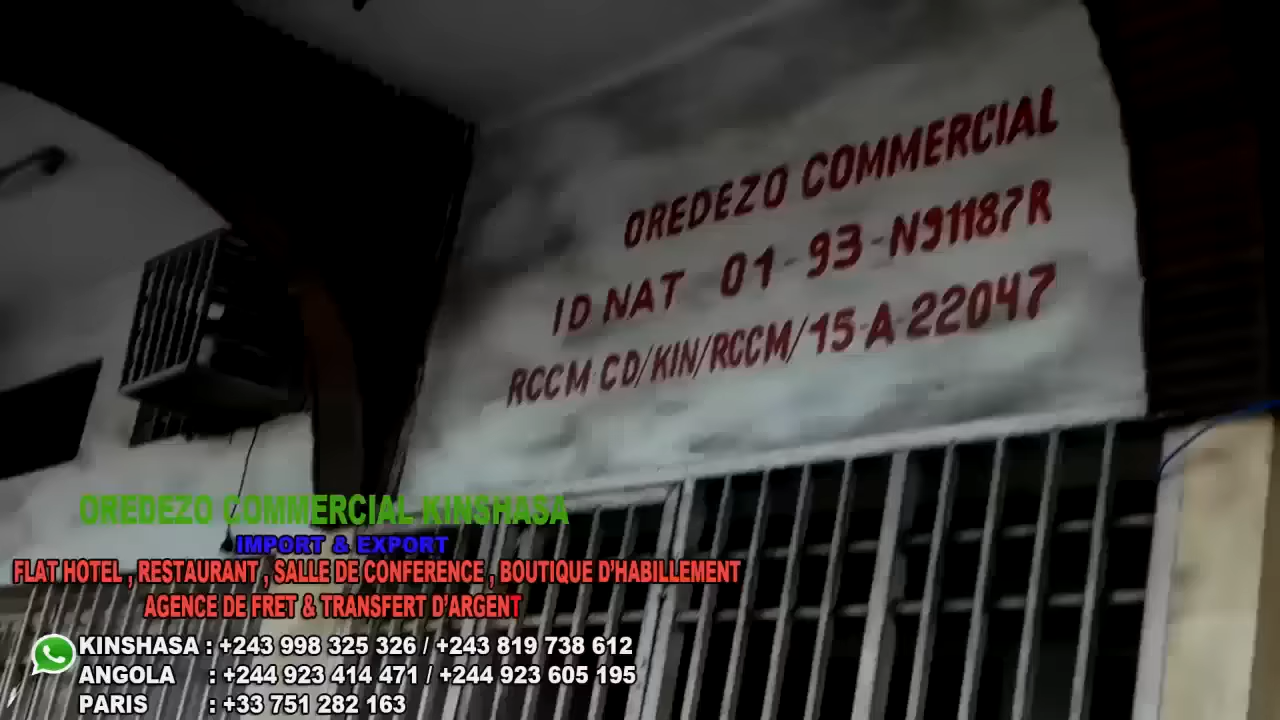 OREDEZO COMMERCIAL
ID NAT 01-93-N91187R
RCCM CD/KIN/RCCM/15-A-22047
OREDEZO COMMERCIAL KINSHASA
IMPORT & EXPORT
FLAT HOTEL , RESTAURANT , SALLE DE CONFERENCE , BOUTIQUE D'HABILLEMENT
AGENCE DE FRET & TRANSFERT D'ARGENT
KINSHASA : +243 998 325 326 / +243 819 738 612
ANGOLA : +244 923 414 471 / +244 923 605 195
PARIS : +33 751 282 163